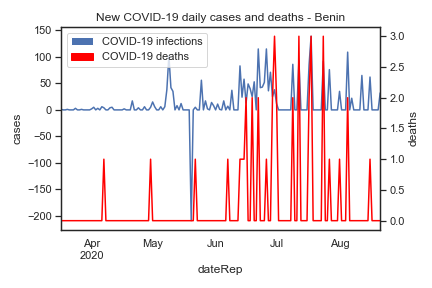 New COVID-19 daily cases and deaths - Benin
COVID-19 infections
COVID-19 deaths
150
100
50
0
−50
−100
−150
−200
cases
3.0
2.5
2.0
1.5
1.0
0.5
0.0
deaths
Apr
2020
May
Jun
Jul
Aug
dateRep